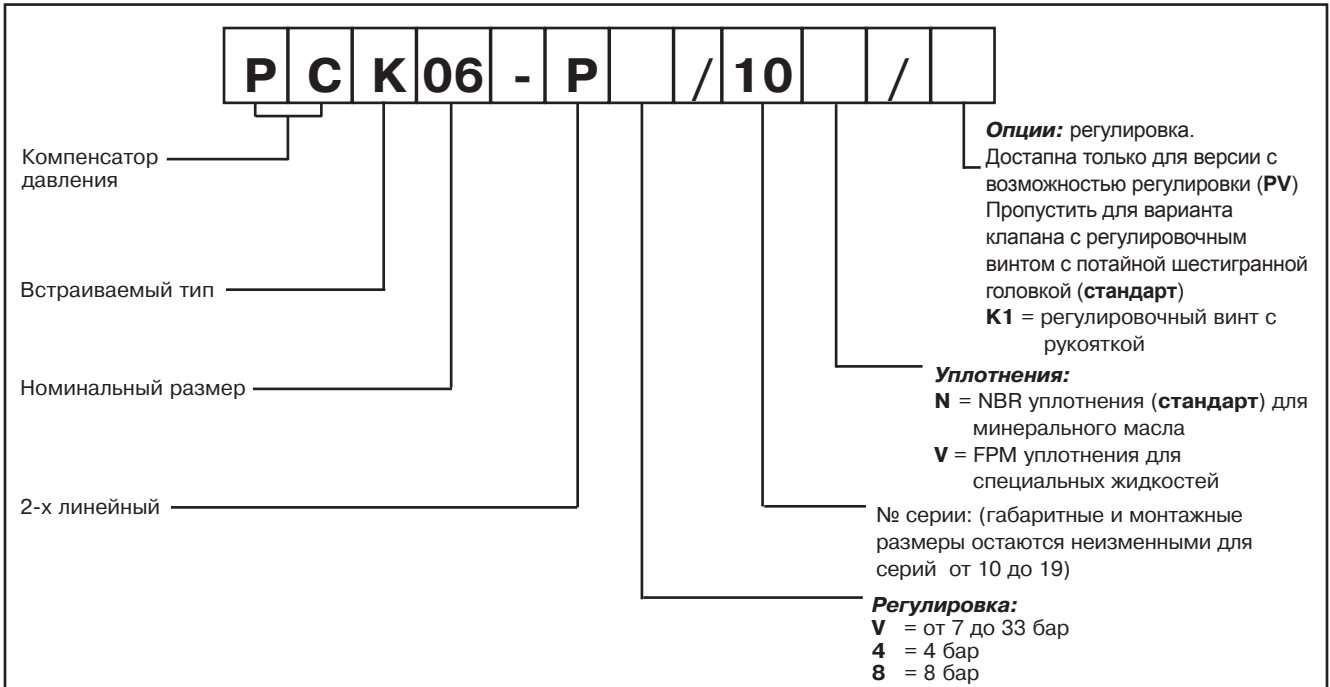 PCK06-P /10 /
Компенсатор
давления
Встраиваемый тип
Номинальный размер
2-х линейный
Опции: регулировка.
Достапна только для версии с
возможностью регулировки (PV)
Пропустить для варианта
клапана с регулировочным
винтом с потайной шестигранной
головкой (стандарт)
K1 = регулировочный винт с
рукояткой
Уплотнения:
N = NBR уплотнения (стандарт) для
минерального масла
V = FPM уплотнения для
специальных жидкостей
№ серии: (габаритные и монтажные
размеры остаются неизменными для
серий от 10 до 19)
Регулировка:
V = от 7 до 33 бар
4 = 4 бар
8 = 8 бар